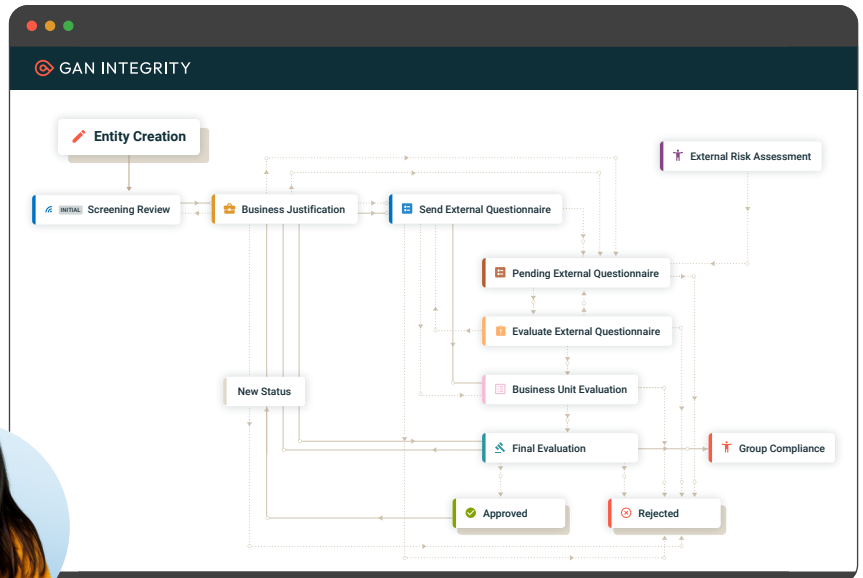 GAN INTEGRITY
Entity Creation
External Risk Assessment
INITIAL Screening Review
Business Justification
Send External Questionnaire
Pending External Questionnaire
Evaluate External Questionnaire
Business Unit Evaluation
New Status
Final Evaluation
Group Compliance
Approved
Rejected